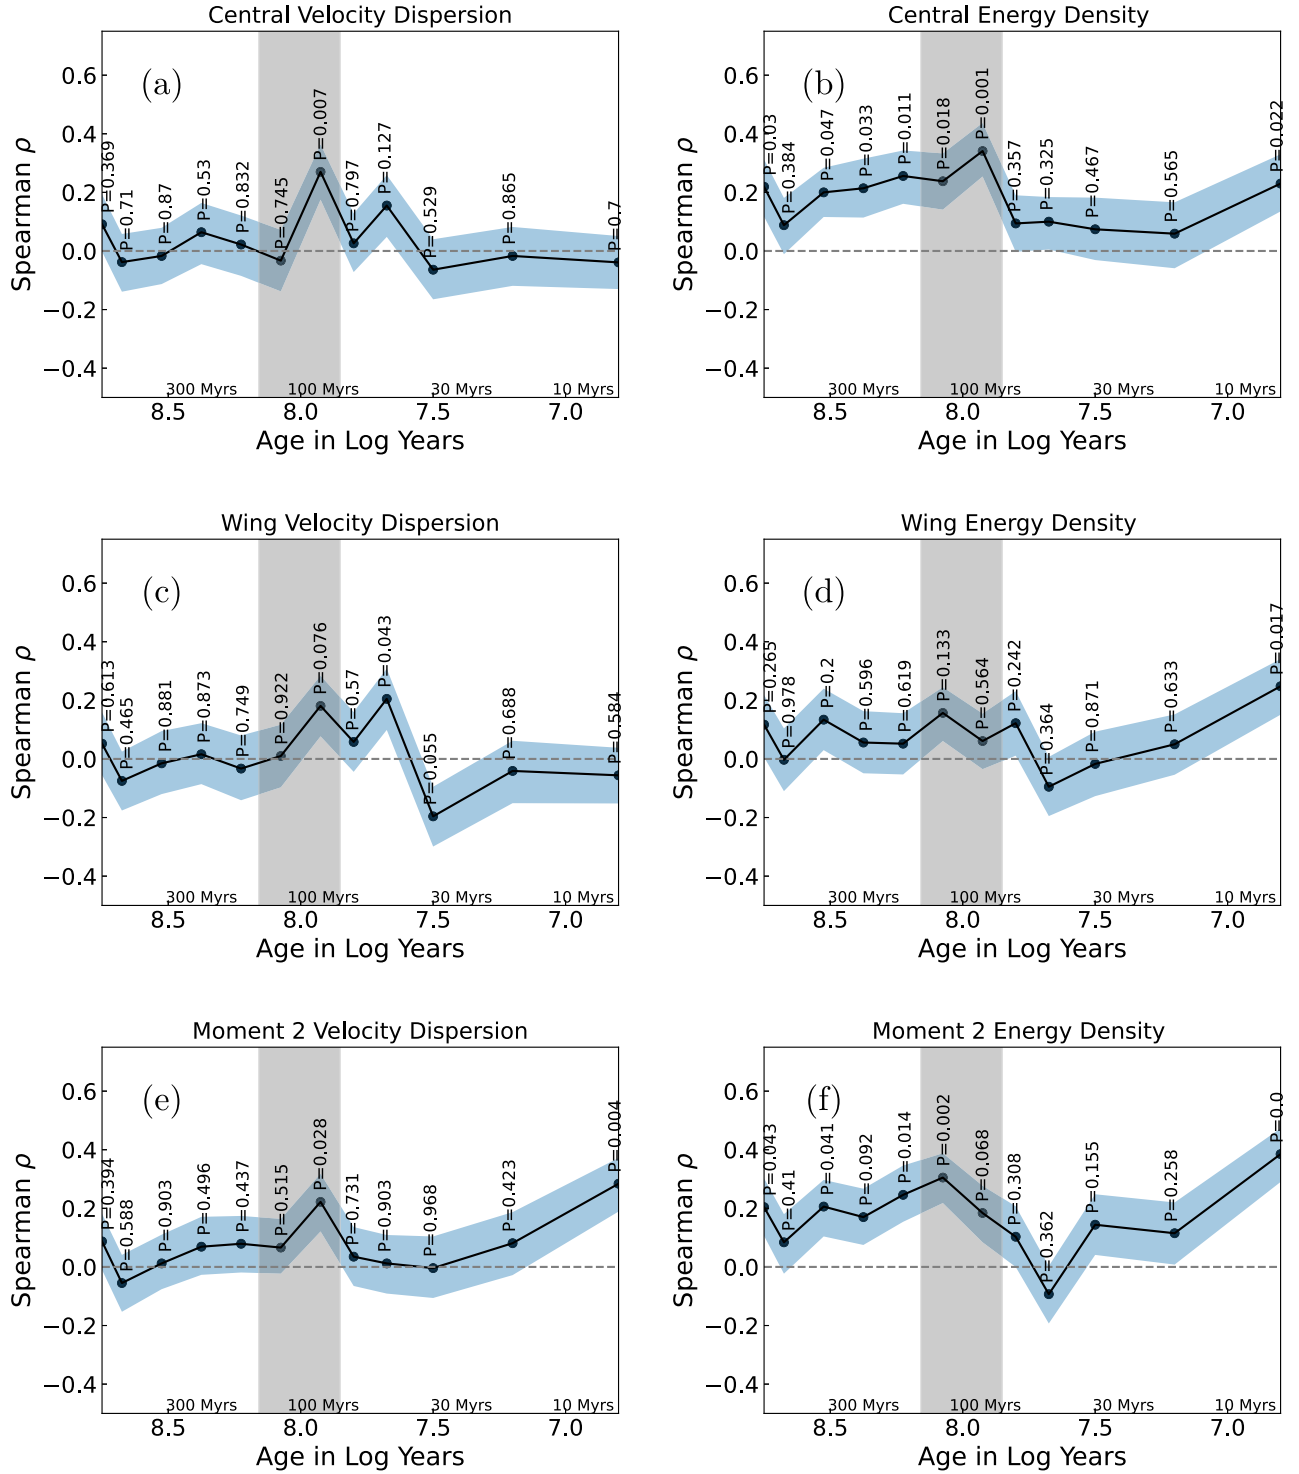 Central Velocity Dispersion
(a)
Spearman ρ
0.6
0.4
0.2
0.0
−0.2
−0.4
P=0.369
P=0.71
P=0.87
P=0.53
P=0.832
P=0.745
P=0.007
P=0.797
P=0.127
P=0.529
P=0.865
P=0.7
300 Myrs 100 Myrs 30 Myrs 10 Myrs
8.5 8.0 7.5 7.0
Age in Log Years
Central Energy Density
(b)
Spearman ρ
0.6
0.4
0.2
0.0
−0.2
−0.4
P=0.03
P=0.384
P=0.047
P=0.033
P=0.011
P=0.018
P=0.001
P=0.357
P=0.325
P=0.467
P=0.565
P=0.022
300 Myrs 100 Myrs 30 Myrs 10 Myrs
8.5 8.0 7.5 7.0
Age in Log Years
Wing Velocity Dispersion
(c)
Spearman ρ
0.6
0.4
0.2
0.0
−0.2
−0.4
P=0.613
P=0.465
P=0.881
P=0.873
P=0.749
P=0.922
P=0.076
P=0.57
P=0.043
P=0.055
P=0.688
P=0.584
300 Myrs 100 Myrs 30 Myrs 10 Myrs
8.5 8.0 7.5 7.0
Age in Log Years
Wing Energy Density
(d)
Spearman ρ
0.6
0.4
0.2
0.0
−0.2
−0.4
P=0.265
P=0.978
P=0.2
P=0.596
P=0.619
P=0.133
P=0.564
P=0.242
P=0.364
P=0.871
P=0.633
P=0.017
300 Myrs 100 Myrs 30 Myrs 10 Myrs
8.5 8.0 7.5 7.0
Age in Log Years
Moment 2 Velocity Dispersion
(e)
Spearman ρ
0.6
0.4
0.2
0.0
−0.2
−0.4
P=0.394
P=0.588
P=0.903
P=0.496
P=0.437
P=0.515
P=0.028
P=0.731
P=0.903
P=0.968
P=0.423
P=0.004
300 Myrs 100 Myrs 30 Myrs 10 Myrs
8.5 8.0 7.5 7.0
Age in Log Years
Moment 2 Energy Density
(f)
Spearman ρ
0.6
0.4
0.2
0.0
−0.2
−0.4
P=0.043
P=0.41
P=0.041
P=0.092
P=0.014
P=0.002
P=0.068
P=0.308
P=0.362
P=0.155
P=0.258
P=0.0
300 Myrs 100 Myrs 30 Myrs 10 Myrs
8.5 8.0 7.5 7.0
Age in Log Years